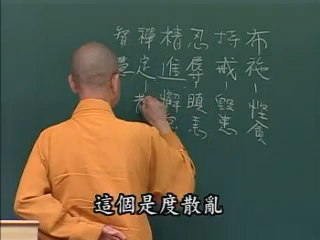 布施－慳貪
持戒－毀
忍辱－瞋恚
精進－懈怠
禪定－
智慧
這個是度散亂